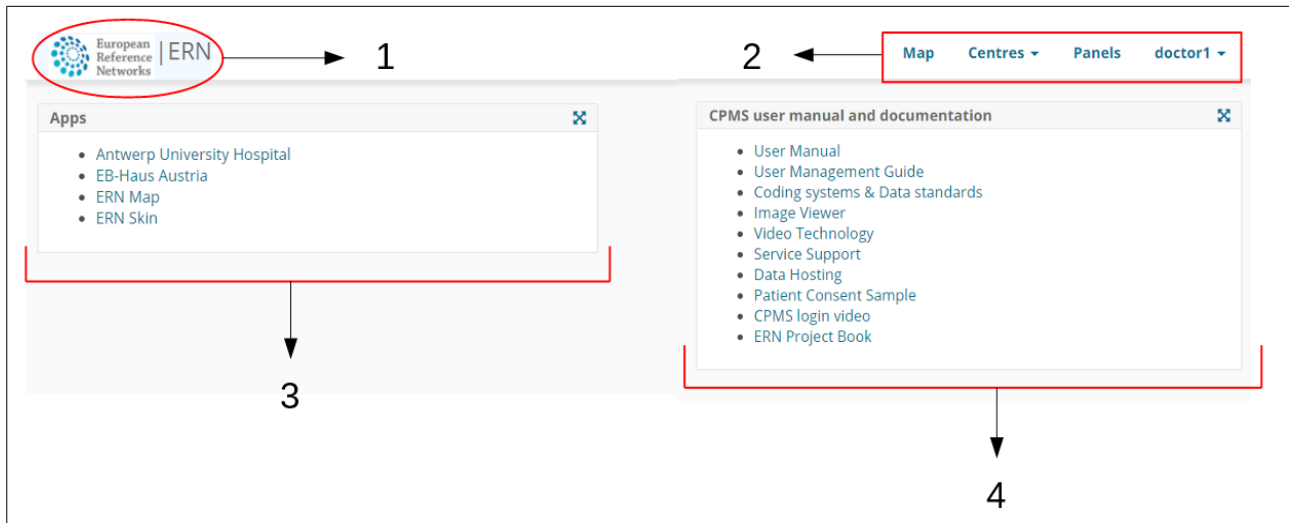 European
Reference
Networks
| ERN
1
2
Map Centres doctor1 Panels
Apps
Antwerp University Hospital
EB-Haus Austria
ERN Map
ERN Skin
3
CPMS user manual and documentation
User Manual
User Management Guide
Coding systems & Data standards
Image Viewer
Video Technology
Service Support
Data Hosting
Patient Consent Sample
CPMS login video
ERN Project Book
4